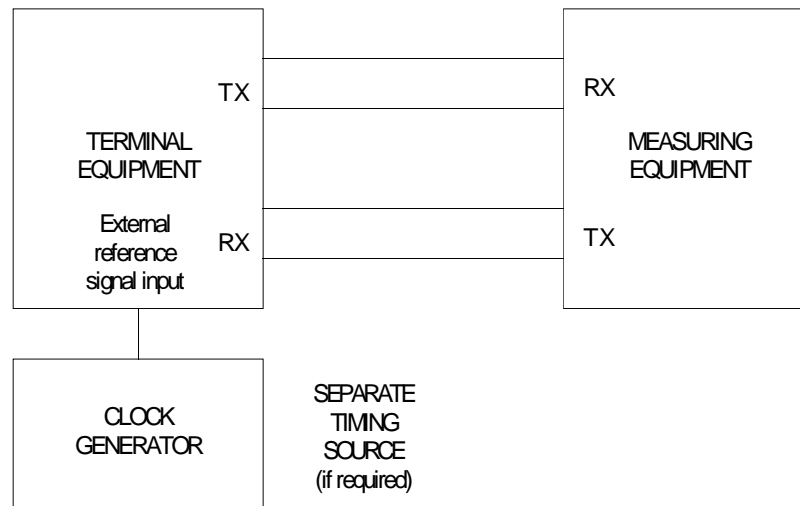 TX
TERMINAL
EQUIPMENT
External
reference
signal input
RX
RX
MEASURING
EQUIPMENT
TX
CLOCK
GENERATOR
SEPARATE
TIMING
SOURCE
(if required)